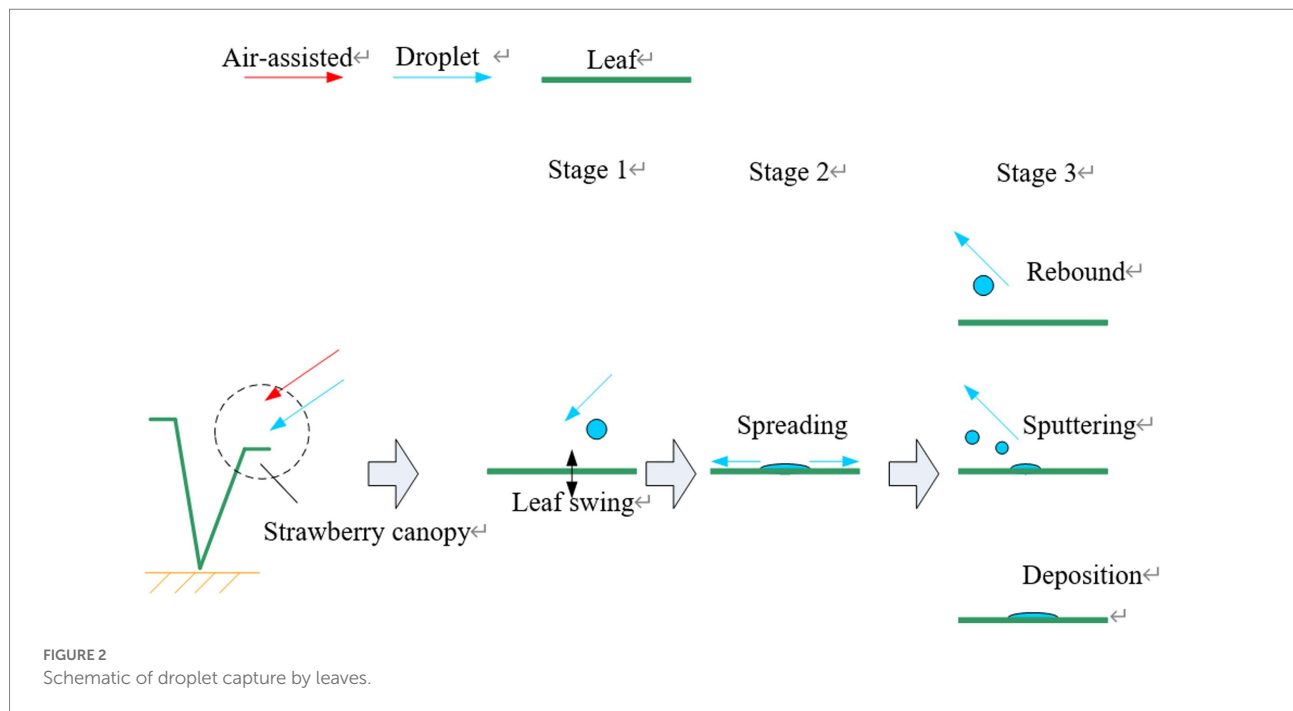 Air-assisted↵ Droplet ↵ Leaf↵
Stage 1↵ Stage 2↵ Stage 3↵
Rebound↵
Spreading Sputtering↵
Leaf swing↵
Strawberry canopy↵
Deposition↵
↵
FIGURE 2
Schematic of droplet capture by leaves.